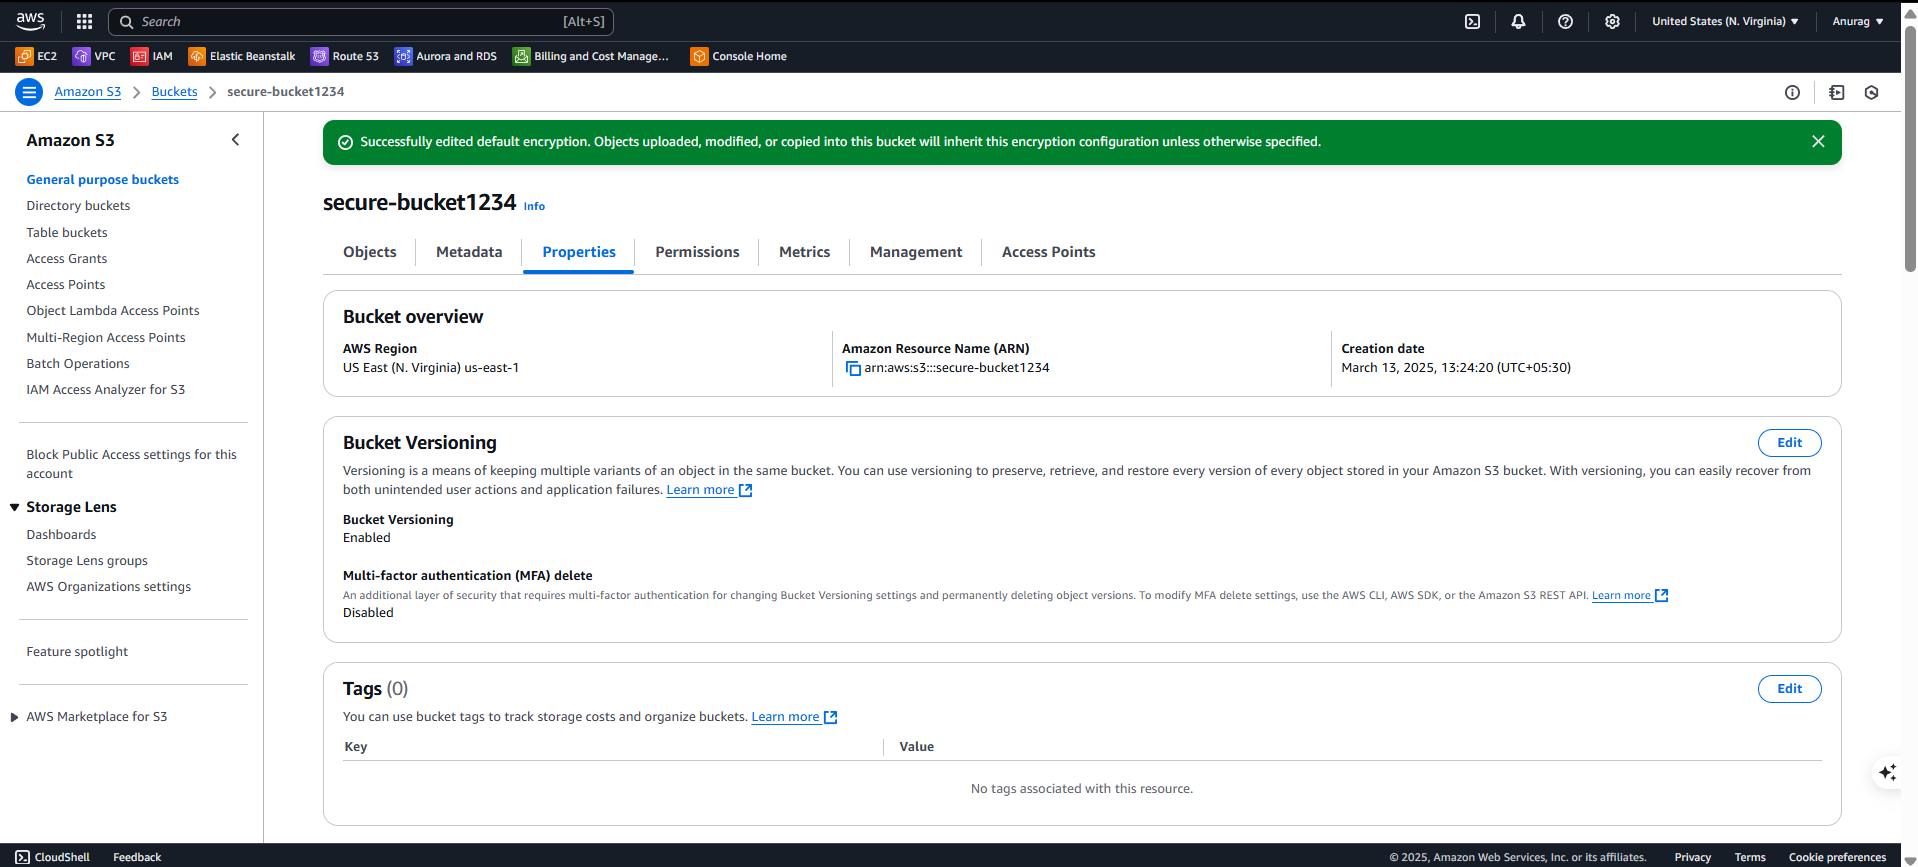 aws
Search [Alt+S]
United States (N. Virginia) Anurag
EC2 VPC IAM Elastic Beanstalk Route 53 Aurora and RDS Billing and Cost Manage... Console Home
Amazon S3 Buckets secure-bucket1234
Amazon S3
General purpose buckets
Directory buckets
Table buckets
Access Grants
Access Points
Object Lambda Access Points
Multi-Region Access Points
Batch Operations
IAM Access Analyzer for S3
Block Public Access settings for this
account
Storage Lens
Dashboards
Storage Lens groups
AWS Organizations settings
Feature spotlight
AWS Marketplace for S3
Successfully edited default encryption. Objects uploaded, modified, or copied into this bucket will inherit this encryption configuration unless otherwise specified.
secure-bucket1234 Info
Objects Metadata Properties Permissions Metrics Management Access Points
Bucket overview
AWS Region
US East (N. Virginia) us-east-1
Amazon Resource Name (ARN)
arn:aws:s3:::secure-bucket1234
Creation date
March 13, 2025, 13:24:20 (UTC+05:30)
Bucket Versioning
Edit
Versioning is a means of keeping multiple variants of an object in the same bucket. You can use versioning to preserve, retrieve, and restore every version of every object stored in your Amazon S3 bucket. With versioning, you can easily recover from
both unintended user actions and application failures. Learn more
Bucket Versioning
Enabled
Multi-factor authentication (MFA) delete
An additional layer of security that requires multi-factor authentication for changing Bucket Versioning settings and permanently deleting object versions. To modify MFA delete settings, use the AWS CLI, AWS SDK, or the Amazon S3 REST API. Learn more
Disabled
Tags (0)
Edit
You can use bucket tags to track storage costs and organize buckets. Learn more
Key Value
No tags associated with this resource.
CloudShell Feedback © 2025, Amazon Web Services, Inc. or its affiliates. Privacy Terms Cookie preferences